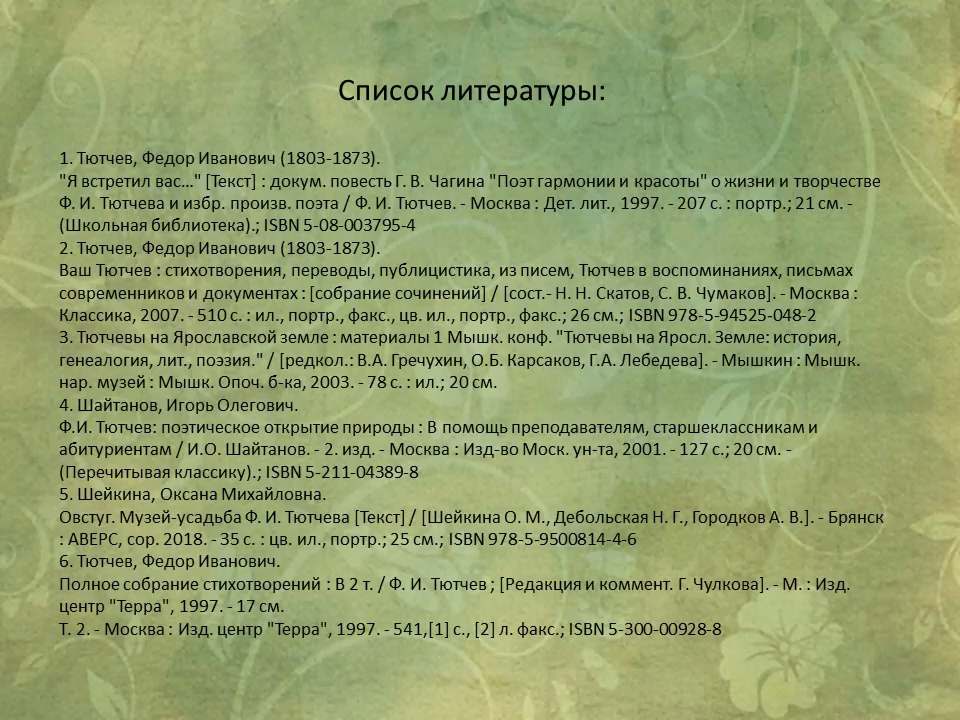 Список литературы:
1. Тютчев, Федор Иванович (1803-1873).
"Я встретил вас…" [Текст] : докум. повесть Г. В. Чагина "Поэт гармонии и красоты" о жизни и творчестве
Ф. И. Тютчева и избр. произв. поэта / Ф. И. Тютчев. - Москва : Дет. лит., 1997. - 207 с. : портр.; 21 см. -
(Школьная библиотека).; ISBN 5-08-003795-4
2. Тютчев, Федор Иванович (1803-1873).
Ваш Тютчев : стихотворения, переводы, публицистика, из писем, Тютчев в воспоминаниях, письмах
современников и документах : [собрание сочинений] / [сост.- Н. Н. Скатов, С. В. Чумаков]. - Москва :
Классика, 2007. - 510 с. : ил., портр., факс., цв. ил., портр., факс.; 26 см.; ISBN 978-5-94525-048-2
3. Тютчевы на Ярославской земле : материалы 1 Мышк. конф. "Тютчевы на Яросл. Земле: история,
генеалогия, лит., поэзия." / [редкол.: В.А. Гречухин, О.Б. Карсаков, Г.А. Лебедева]. - Мышкин : Мышк.
нар. музей : Мышк. Опоч. б-ка, 2003. - 78 с. : ил.; 20 см.
4. Шайтанов, Игорь Олегович.
Ф.И. Тютчев: поэтическое открытие природы : В помощь преподавателям, старшеклассникам и
абитуриентам / И.О. Шайтанов. - 2. изд. - Москва : Изд-во Моск. ун-та, 2001. - 127 с.; 20 см. -
(Перечитывая классику).; ISBN 5-211-04389-8
5. Шейкина, Оксана Михайловна.
Овстуг. Музей-усадьба Ф. И. Тютчева [Текст] / [Шейкина О. М., Дебольская Н. Г., Городков А. В.]. - Брянск
: АВЕРС, cop. 2018. - 35 с. : цв. ил., портр.; 25 см.; ISBN 978-5-9500814-4-6
6. Тютчев, Федор Иванович.
Полное собрание стихотворений : В 2 т. / Ф. И. Тютчев ; [Редакция и коммент. Г. Чулкова]. - М. : Изд.
центр "Терра", 1997. - 17 см.
Т. 2. - Москва : Изд. центр "Терра", 1997. - 541,[1] с., [2] л. факс.; ISBN 5-300-00928-8